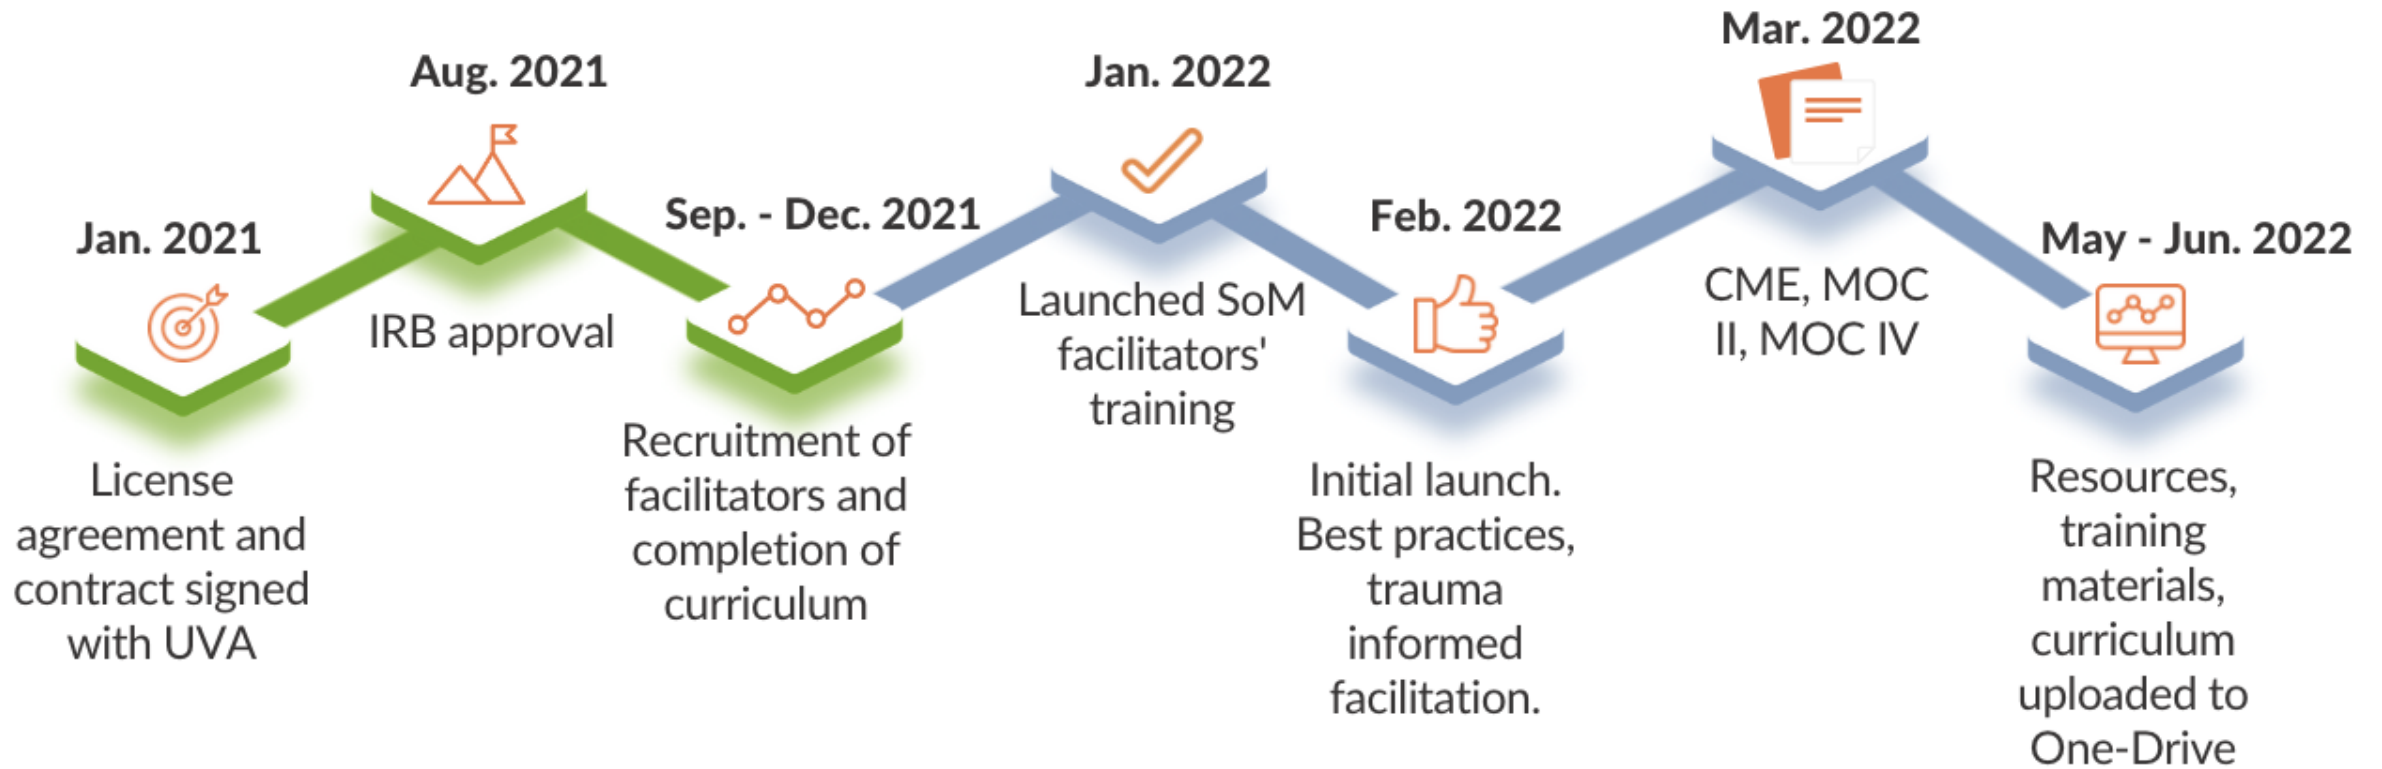 Jan. 2021
License
agreement and
contract signed
with UVA
Aug. 2021
IRB approval
Sep. - Dec. 2021
Recruitment of
facilitators and
completion of
curriculum
Jan. 2022
Launched SoM
facilitators'
training
Feb. 2022
Initial launch.
Best practices,
trauma
informed
facilitation.
Mar. 2022
CME, MOC
II, MOC IV
May - Jun. 2022
Resources,
training
materials,
curriculum
uploaded to
One-Drive